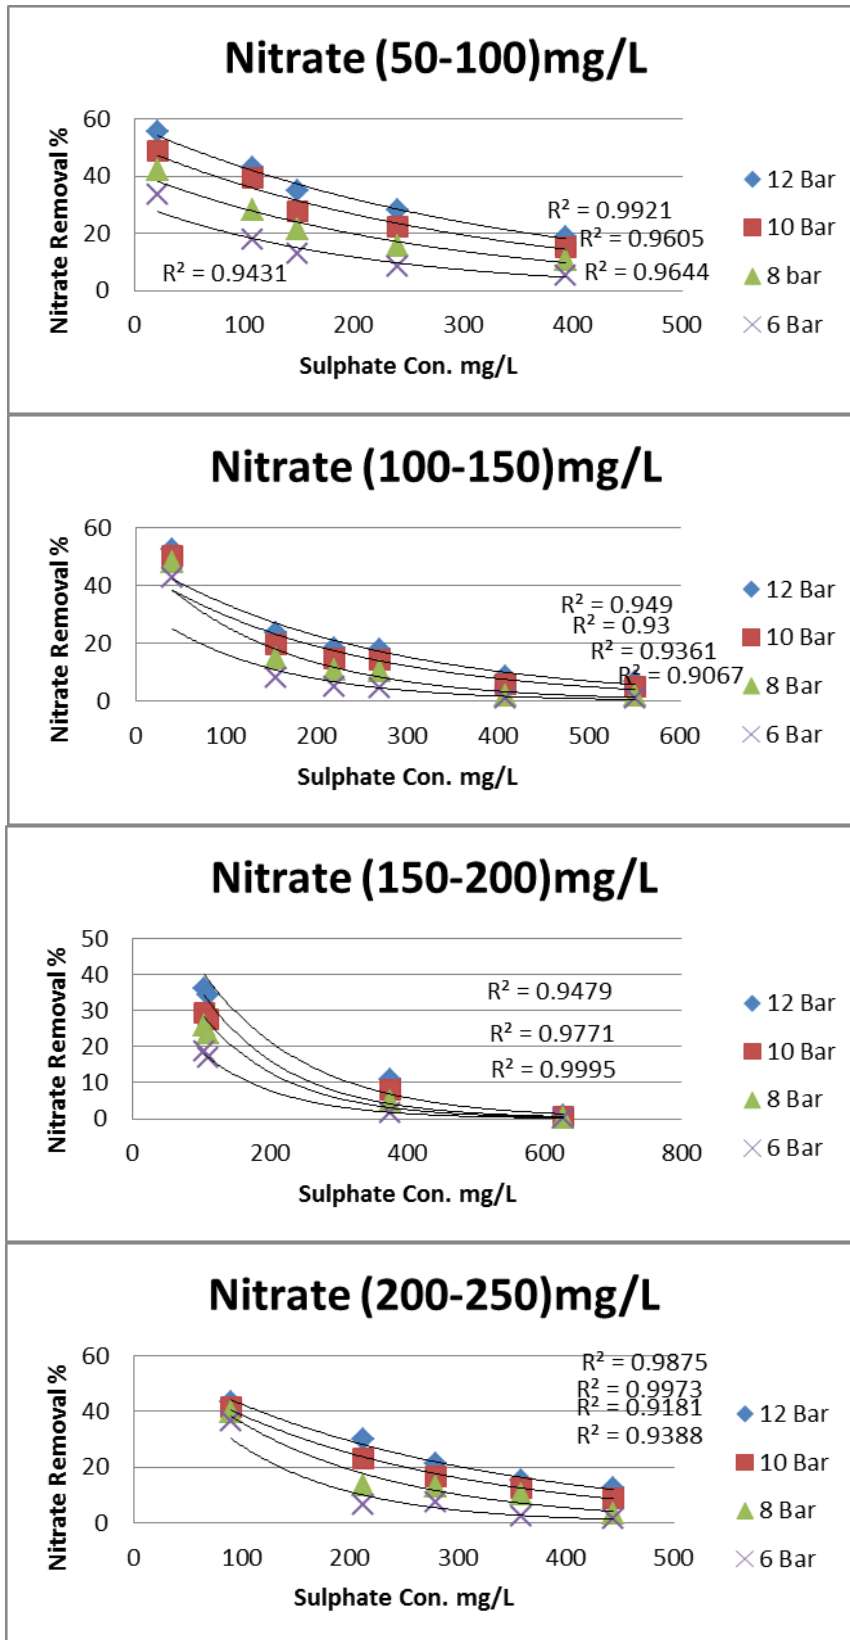 Nitrate (50-100)mg/L
Nitrate Removal %
60
40
20
0
0 100 200 300 400 500
Sulphate Con. mg/L
R² = 0.9921
R² = 0.9605
R² = 0.9644
R² = 0.9431
12 Bar
10 Bar
8 bar
6 Bar
Nitrate (100-150)mg/L
Nitrate Removal %
60
40
20
0
0 100 200 300 400 500 600
Sulphate Con. mg/L
R² = 0.949
R² = 0.93
R² = 0.9361
R² = 0.9067
12 Bar
10 Bar
8 Bar
6 Bar
Nitrate (150-200)mg/L
Nitrate Removal %
50
40
30
20
10
0
0 200 400 600 800
Sulphate Con. mg/L
R² = 0.9479
R² = 0.9771
R² = 0.9995
12 Bar
10 Bar
8 Bar
6 Bar
Nitrate (200-250)mg/L
Nitrate Removal %
60
40
20
0
0 100 200 300 400 500
Sulphate Con. mg/L
R² = 0.9875
R² = 0.9973
R² = 0.9181
R² = 0.9388
12 Bar
10 Bar
8 Bar
6 Bar